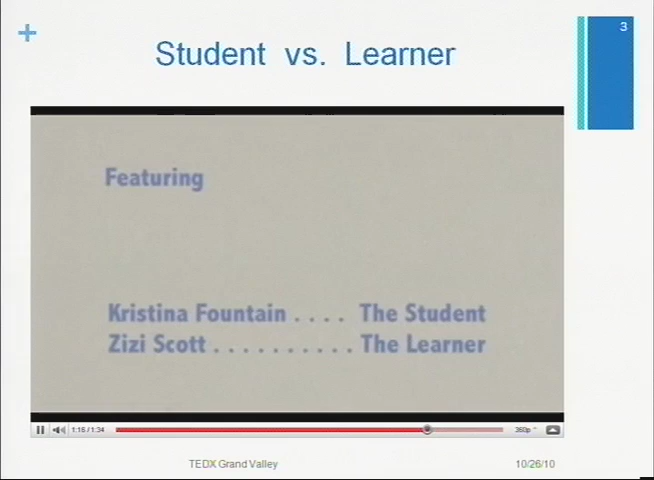 3
Student vs. Learner
Featuring
Kristina Fountain . . . . The Student
Zizi Scott . . . . . . . . . . The Learner
1:16 / 1:34
360p
TEDX Grand Valley
10/26/10